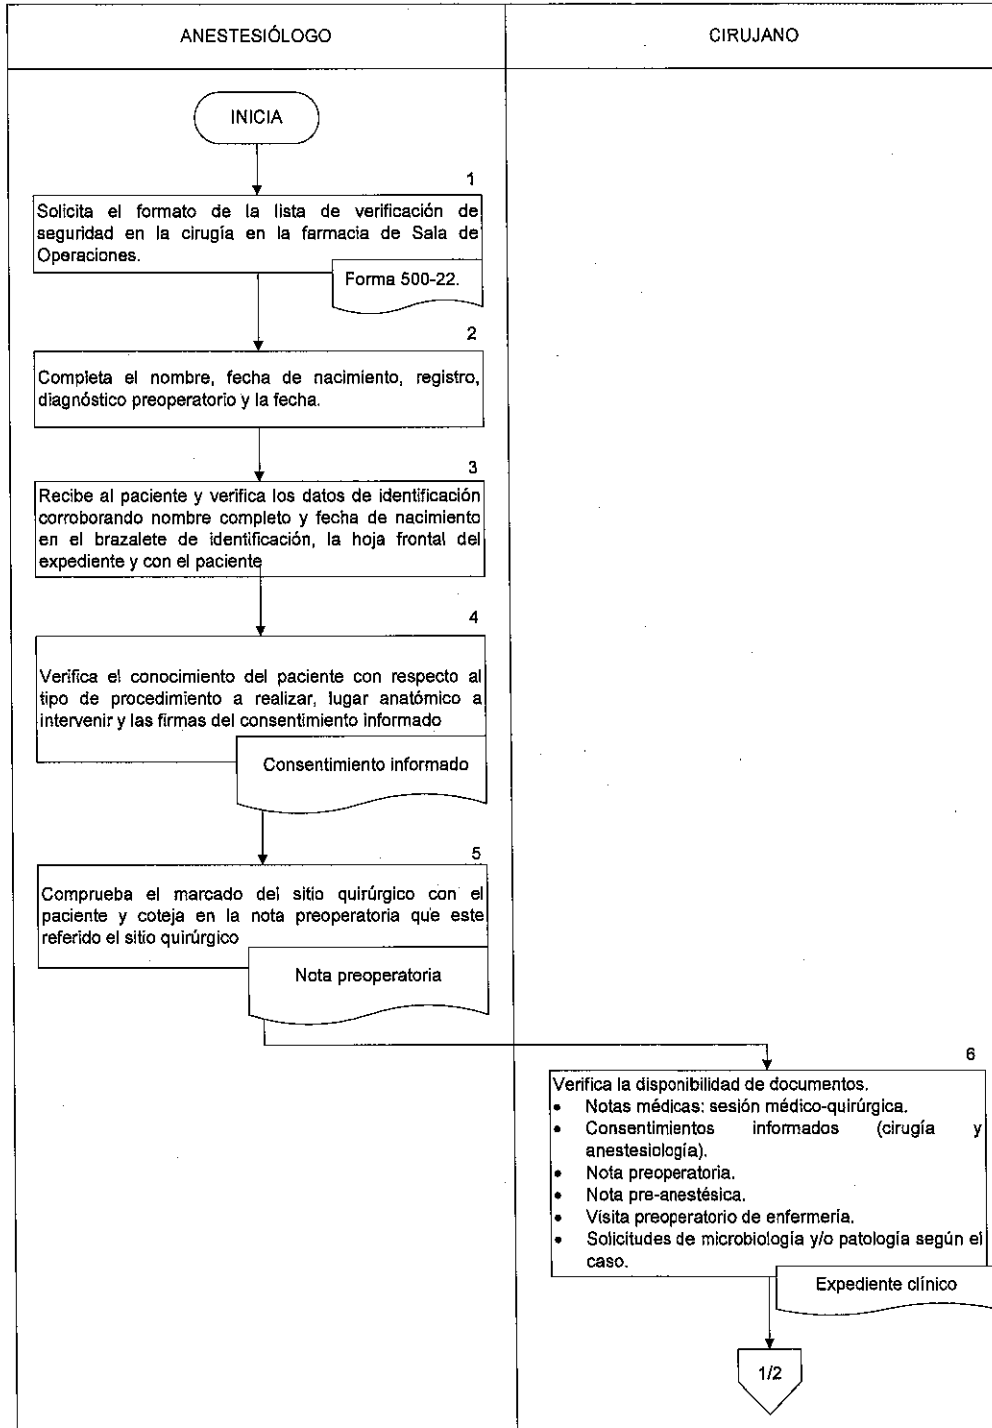 ANESTESIÓLOGO
CIRUJANO
INICIA
1
Solicita el formato de la lista de verificación de
seguridad en la cirugía en la farmacia de Sala de
Operaciones.
Forma 500-22.
2
Completa el nombre, fecha de nacimiento, registro,
diagnóstico preoperatorio y la fecha.
3
Recibe al paciente y verifica los datos de identificación
corroborando nombre completo y fecha de nacimiento
en el brazalete de identificación, la hoja frontal del
expediente y con el paciente
4
Verifica el conocimiento del paciente con respecto al
tipo de procedimiento a realizar, lugar anatómico a
intervenir y las firmas del consentimiento informado
Consentimiento informado
5
Comprueba el marcado del sitio quirúrgico con el
paciente y coteja en la nota preoperatoria que este
referido el sitio quirúrgico
Nota preoperatoria
6
Verifica la disponibilidad de documentos.
• Notas médicas: sesión médico-quirúrgica.
• Consentimientos informados (cirugía y
anestesiología).
• Nota preoperatoria.
• Nota pre-anestésica.
• Visita preoperatorio de enfermería.
• Solicitudes de microbiología y/o patología según el
caso.
Expediente clínico
1/2